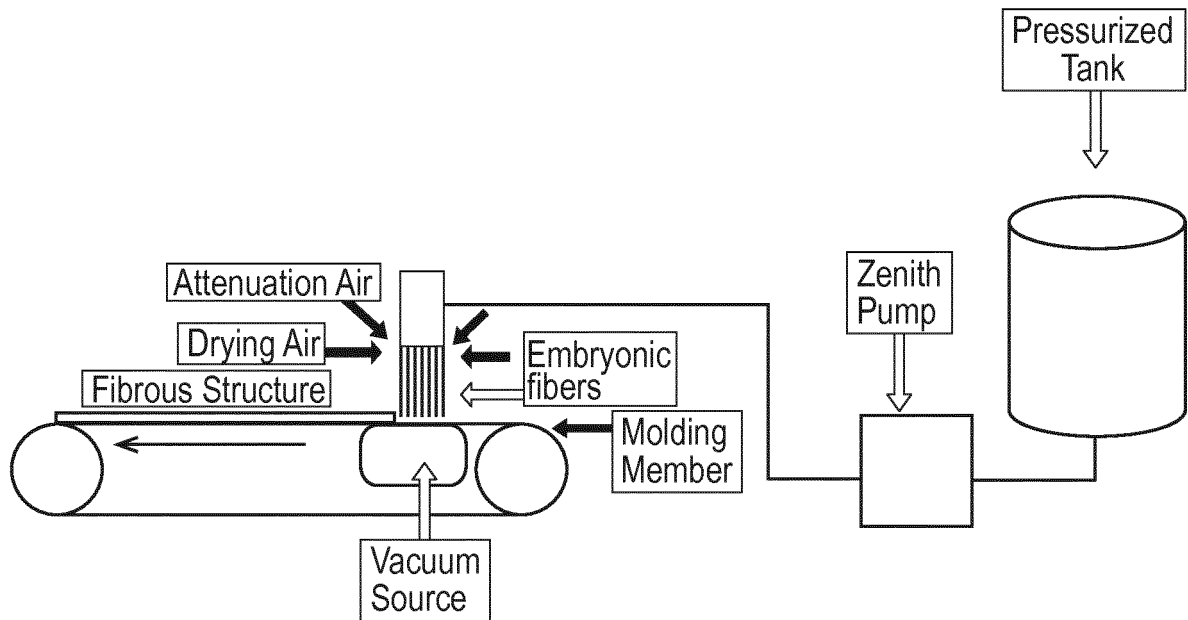 Pressurized
Tank
Zenith
Pump
Attenuation Air
Drying Air
Embryonic
fibers
Fibrous Structure
Molding
Member
Vacuum
Source